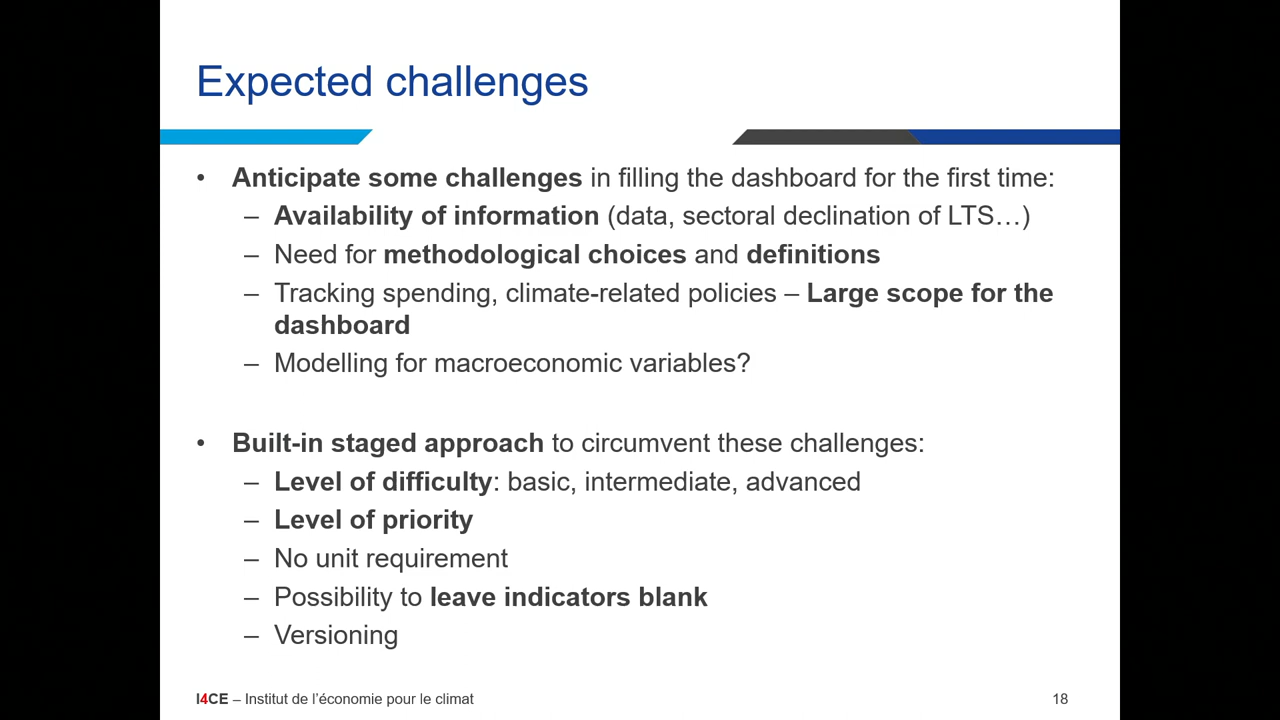 Expected challenges
• Anticipate some challenges in filling the dashboard for the first time:
– Availability of information (data, sectoral declination of LTS…)
– Need for methodological choices and definitions
– Tracking spending, climate-related policies – Large scope for the
dashboard
– Modelling for macroeconomic variables?
• Built-in staged approach to circumvent these challenges:
– Level of difficulty: basic, intermediate, advanced
– Level of priority
– No unit requirement
– Possibility to leave indicators blank
– Versioning
I4CE – Institut de l’économie pour le climat
18